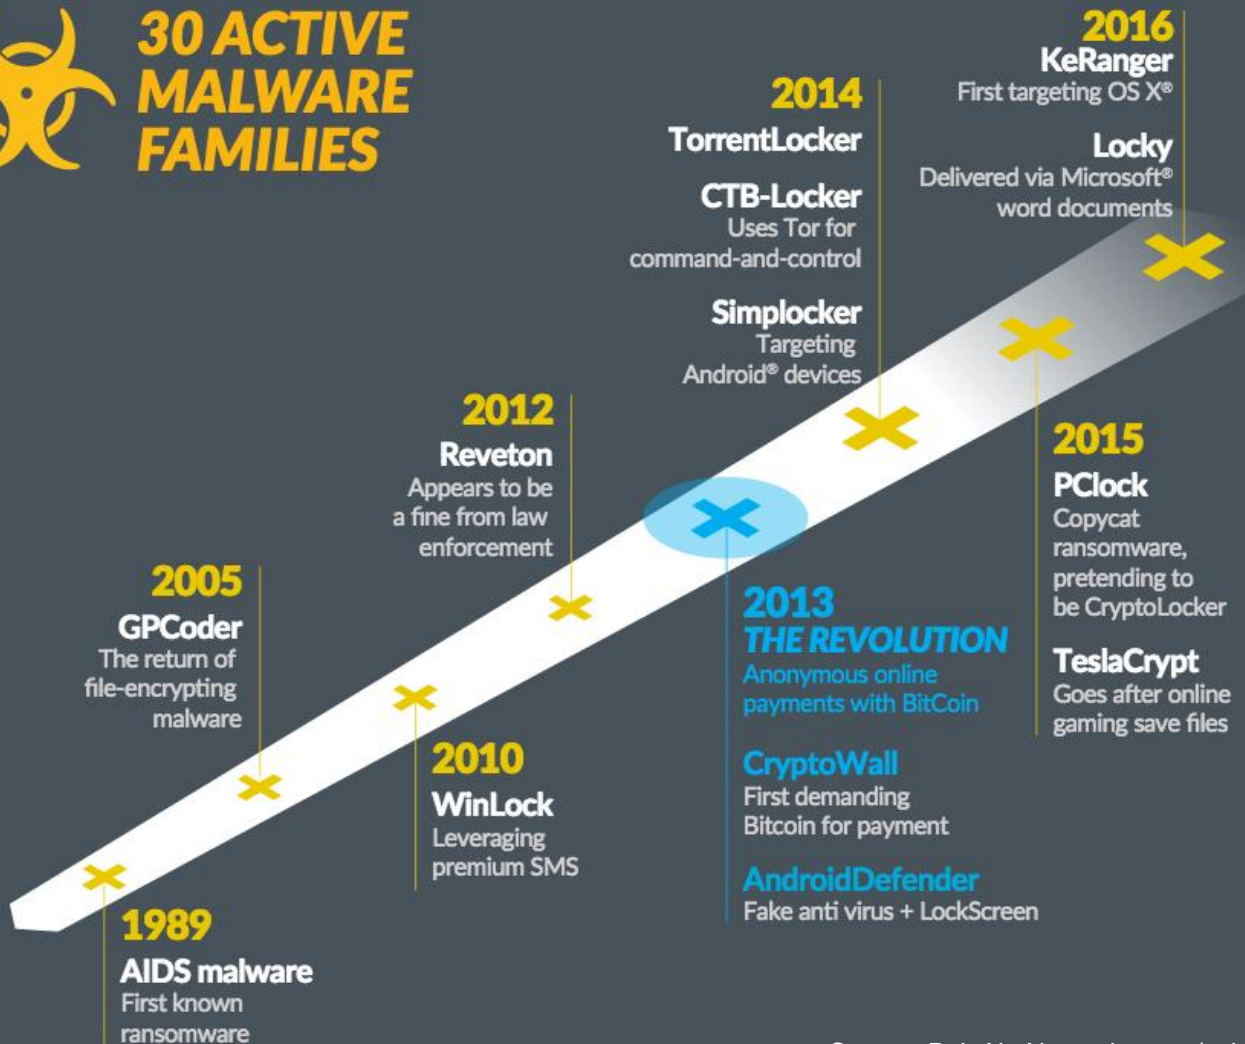 30 ACTIVE
MALWARE
FAMILIES
1989
AIDS malware
First known
ransomware
2005
GPCoder
The return of
file-encrypting
malware
2010
WinLock
Leveraging
premium SMS
2012
Reveton
Appears to be
a fine from law
enforcement
2013
THE REVOLUTION
Anonymous online
payments with BitCoin
CryptoWall
First demanding
Bitcoin for payment
AndroidDefender
Fake anti virus + LockScreen
2014
TorrentLocker
CTB-Locker
Uses Tor for
command-and-control
Simplocker
Targeting
Android® devices
2015
PClock
Copycat
ransomware,
pretending to
be CryptoLocker
TeslaCrypt
Goes after online
gaming save files
2016
KeRanger
First targeting OS X®
Locky
Delivered via Microsoft®
word documents